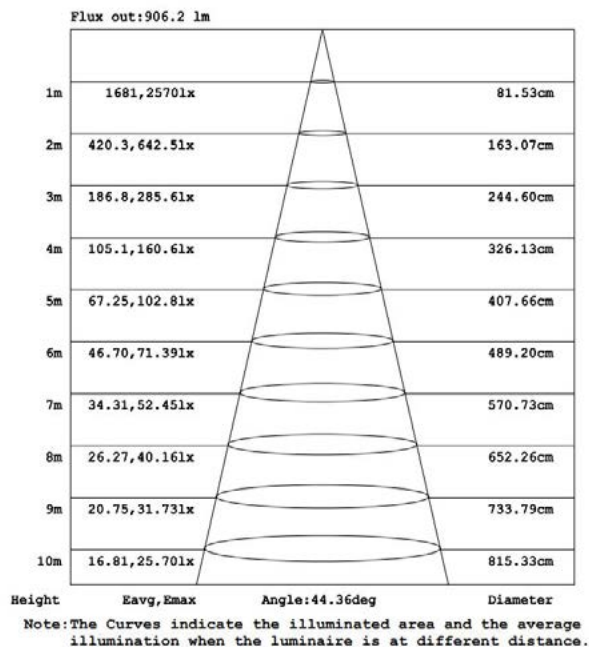 Flux out:906.2 lm
1m 1681,2570lx 81.53cm
2m 420.3,642.5lx 163.07cm
3m 186.8,285.6lx 244.60cm
4m 105.1,160.6lx 326.13cm
5m 67.25,102.8lx 407.66cm
6m 46.70,71.39lx 489.20cm
7m 34.31,52.45lx 570.73cm
8m 26.27,40.16lx 652.26cm
9m 20.75,31.73lx 733.79cm
10m 16.81,25.70lx 815.33cm
Height Eavg,Emax Angle:44.36deg Diameter
Note:The Curves indicate the illuminated area and the average
illumination when the luminaire is at different distance.